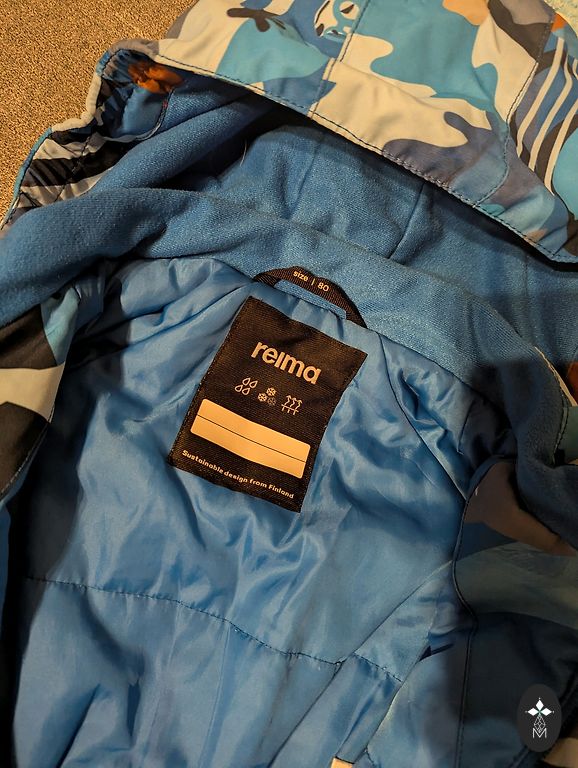 size | 80
reima
Sustainable design from Finland